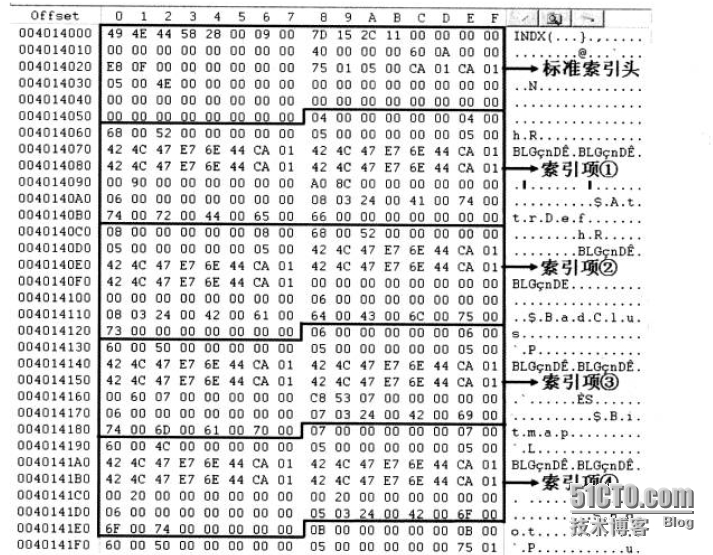 Offset 0 1 2 3 4 5 6 7 8 9 A B C D E F
004014000 49 4E 44 58 28 00 09 00 7D 15 2C 11 00 00 00 00 INDX(...}.,.....
004014010 00 00 00 00 00 00 00 00 40 00 00 00 60 0A 00 00
004014020 E8 0F 00 00 00 00 00 00 75 01 05 00 CA 01 CA 01 标准索引头
004014030 05 00 4E 00 00 00 00 00 00 00 00 00 00 00 00 00
004014040 00 00 00 00 00 00 00 00 00 00 00 00 00 00 00 00
004014050 00 00 00 00 00 00 00 00 04 00 00 00 00 00 04 00
004014060 68 00 52 00 00 00 00 00 05 00 00 00 00 00 05 00
004014070 42 4C 47 E7 6E 44 CA 01 42 4C 47 E7 6E 44 CA 01 BLGçnDÊ.BLGçnDÊ.
004014080 42 4C 47 E7 6E 44 CA 01 42 4C 47 E7 6E 44 CA 01 索引项①
004014090 00 90 00 00 00 00 00 00 A0 8C 00 00 00 00 00 00
0040140A0 06 00 00 00 00 00 00 00 08 03 24 00 41 00 74 00
0040140B0 74 00 72 00 44 00 65 00 66 00 00 00 00 00 00 00 t.r.D.e.f.......
0040140C0 08 00 00 00 00 00 08 00 68 00 52 00 00 00 00 00
0040140D0 05 00 00 00 00 00 05 00 42 4C 47 E7 6E 44 CA 01 ........BLGçnDÊ.
0040140E0 42 4C 47 E7 6E 44 CA 01 42 4C 47 E7 6E 44 CA 01 索引项②
0040140F0 42 4C 47 E7 6E 44 CA 01 00 00 00 00 00 00 00 00
004014100 00 00 00 00 00 00 00 00 06 00 00 00 00 00 00 00
004014110 08 03 24 00 42 00 61 00 64 00 43 00 6C 00 75 00 ..$.B.a.d.C.l.u.
004014120 73 00 00 00 00 00 00 00 06 00 00 00 00 00 06 00 s...............
004014130 60 00 50 00 00 00 00 00 05 00 00 00 00 00 05 00
004014140 42 4C 47 E7 6E 44 CA 01 42 4C 47 E7 6E 44 CA 01 BLGçnDÊ.BLGçnDÊ.
004014150 42 4C 47 E7 6E 44 CA 01 42 4C 47 E7 6E 44 CA 01 索引项③
004014160 00 60 07 00 00 00 00 00 C8 53 07 00 00 00 00 00
004014170 06 00 00 00 00 00 00 00 07 03 24 00 42 00 69 00
004014180 74 00 6D 00 61 00 70 00 07 00 00 00 00 00 07 00 t.m.a.p.........
004014190 60 00 4C 00 00 00 00 00 05 00 00 00 00 00 05 00
0040141A0 42 4C 47 E7 6E 44 CA 01 42 4C 47 E7 6E 44 CA 01 BLGçnDÊ.BLGçnDÊ.
0040141B0 42 4C 47 E7 6E 44 CA 01 42 4C 47 E7 6E 44 CA 01 索引项④
0040141C0 00 20 00 00 00 00 00 00 00 20 00 00 00 00 00 00
0040141D0 06 00 00 00 00 00 00 00 05 03 24 00 42 00 6F 00
0040141E0 6F 00 74 00 00 00 00 00 0B 00 00 00 00 00 0B 00
0040141F0 60 00 50 00 00 00 00 00 05 00 00 00 00 00 75 01
51CTO.com
技术博客 Blog